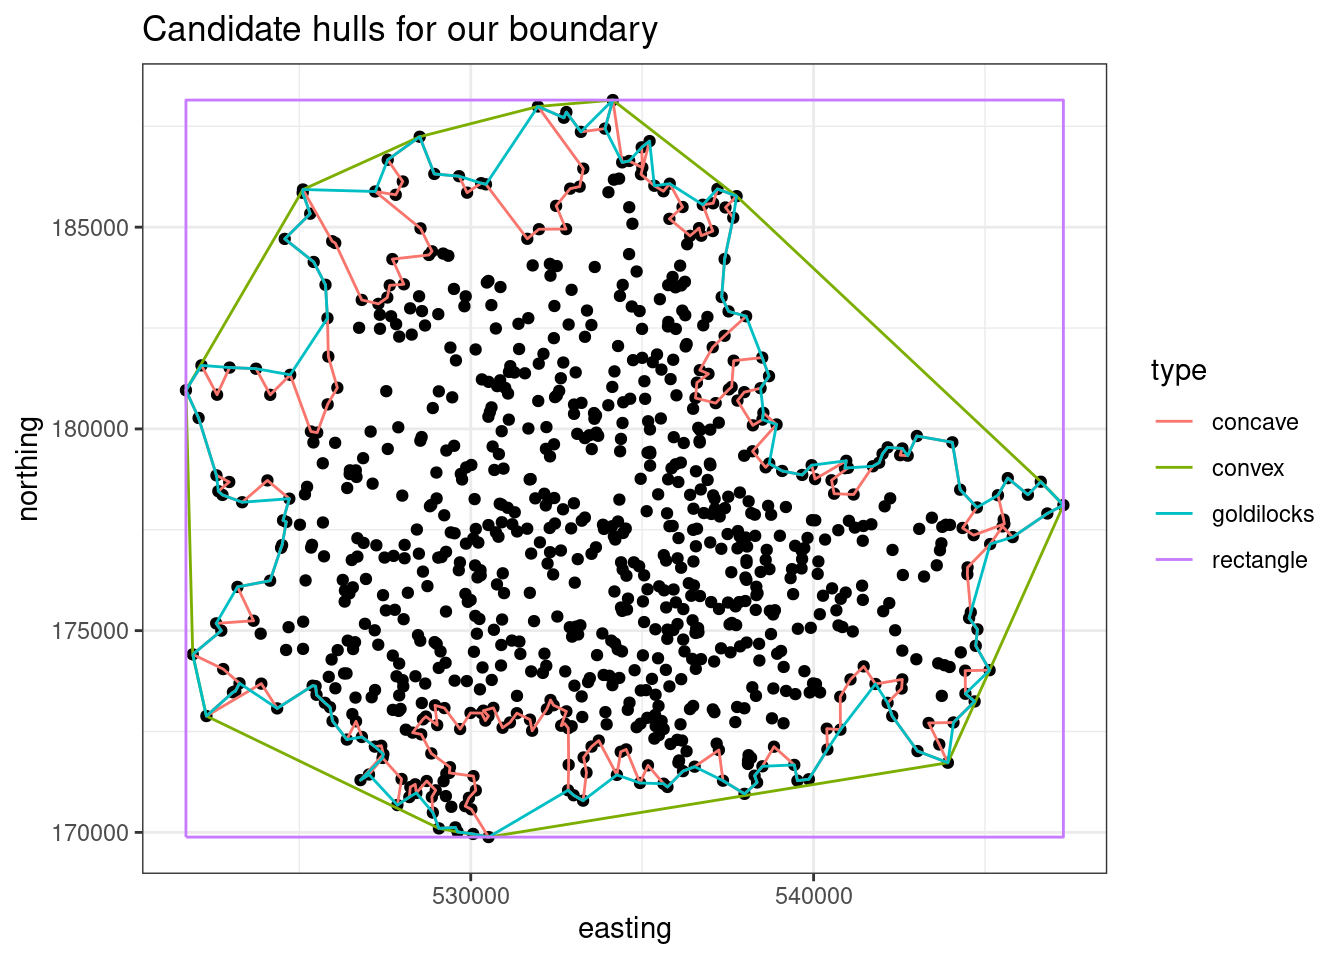 Candidate hulls for our boundary
185000
180000
175000
170000
northing
530000
540000
easting
type
concave
convex
goldilocks
rectangle